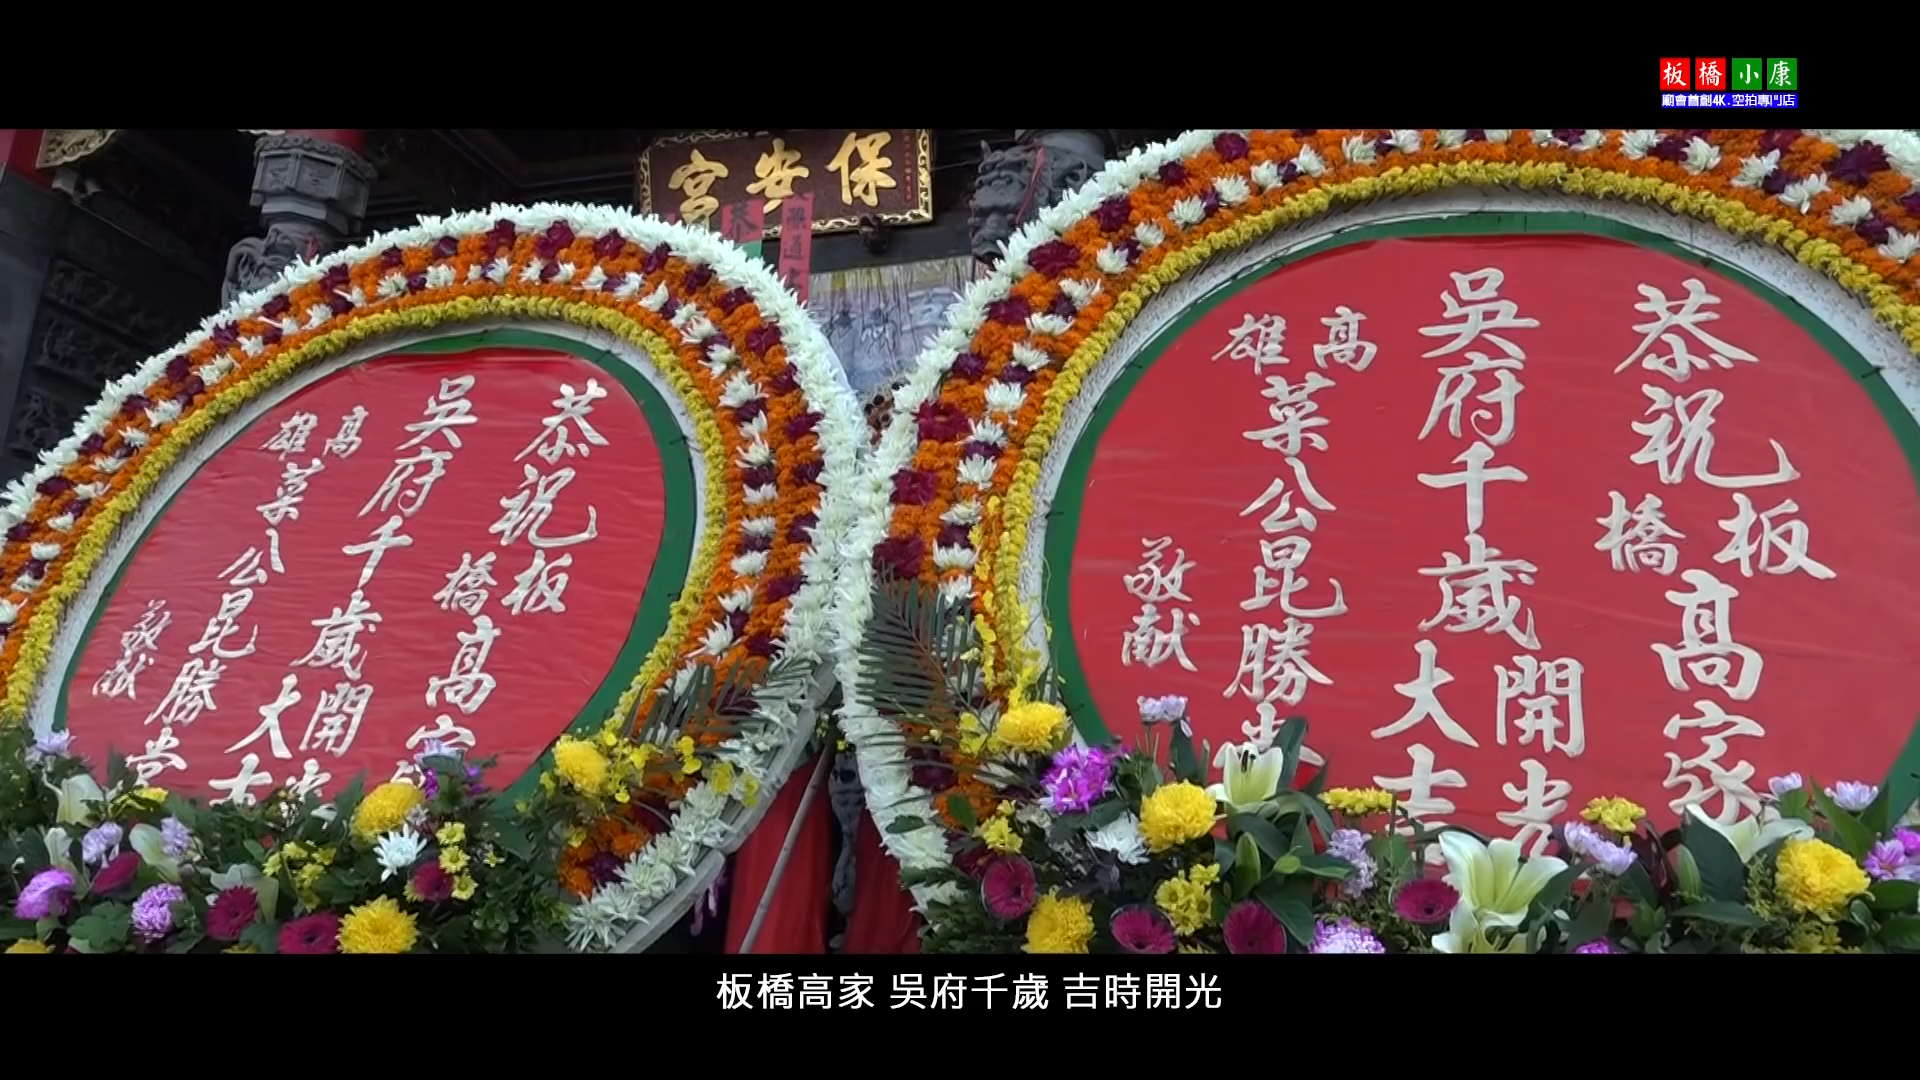 板橋小康
廟會首創4K.空拍專門店
保安宮
恭祝板橋高家
吳府千歲開光大吉
高雄菜公昆勝堂
敬献
恭祝板橋高家
吳府千歲開光大吉
高雄菜公昆勝堂
敬献
板橋高家 吳府千歲 吉時開光